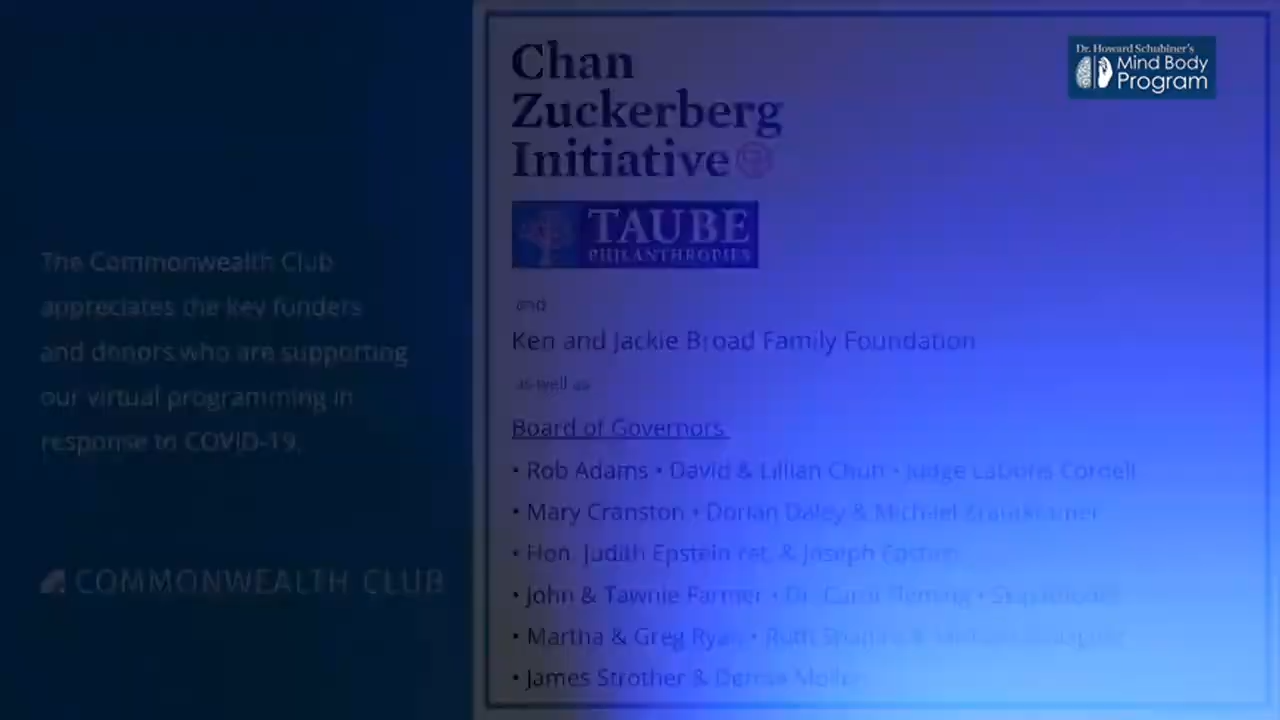 The Commonwealth Club
appreciates the key funders
and donors who are supporting
our virtual programming in
response to COVID-19.
COMMONWEALTH CLUB
Chan
Zuckerberg
Initiative
TAUBE
PHILANTHROPIES
and
Ken and Jackie Broad Family Foundation
as well as
Board of Governors
• Rob Adams • David & Lillian Chun • Judge LaDoris Cordell
• Mary Cranston • Dorian Daley & Michael
• Hon. Judith Epstein ret. & Joseph Epstein
• John & Tawnie Farmer • Dr. Carol Fleming •
• Martha & Greg Ryan • Ruth Shapiro &
• James Strother & Denise
Dr. Howard Schubiner's
Mind Body
Program